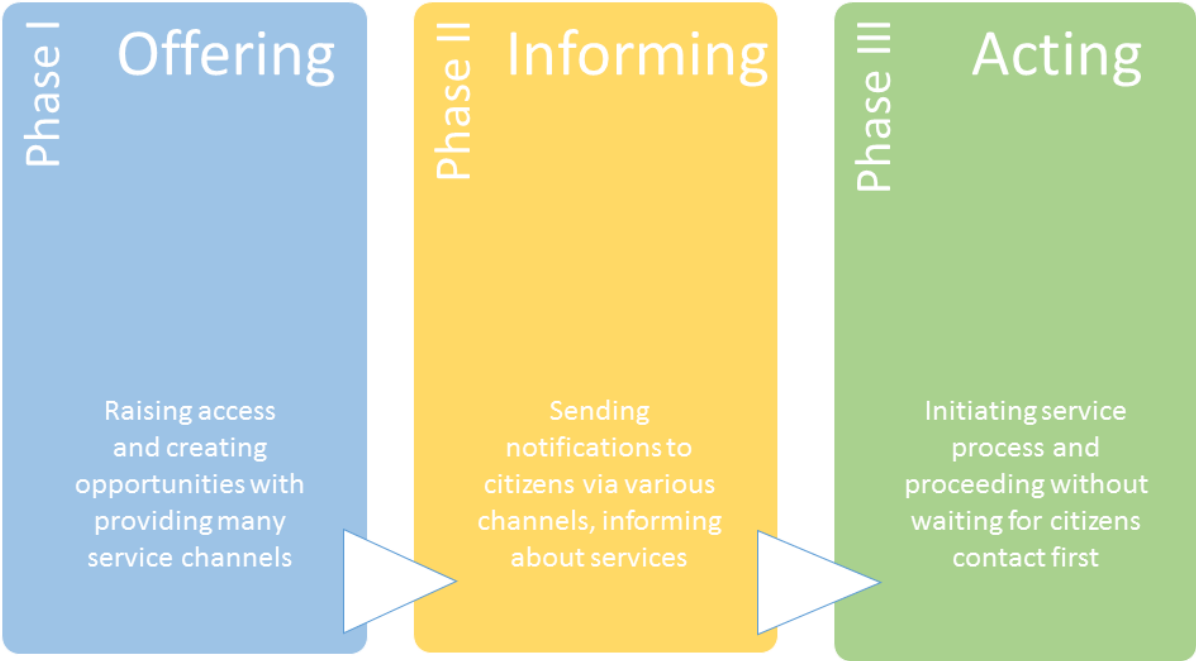 Phase I
Offering
Raising access
and creating
opportunities with
providing many
service channels
Phase II
Informing
Sending
notifications to
citizens via various
channels, informing
about services
Phase III
Acting
Initiating service
process and
proceeding without
waiting for citizens
contact first